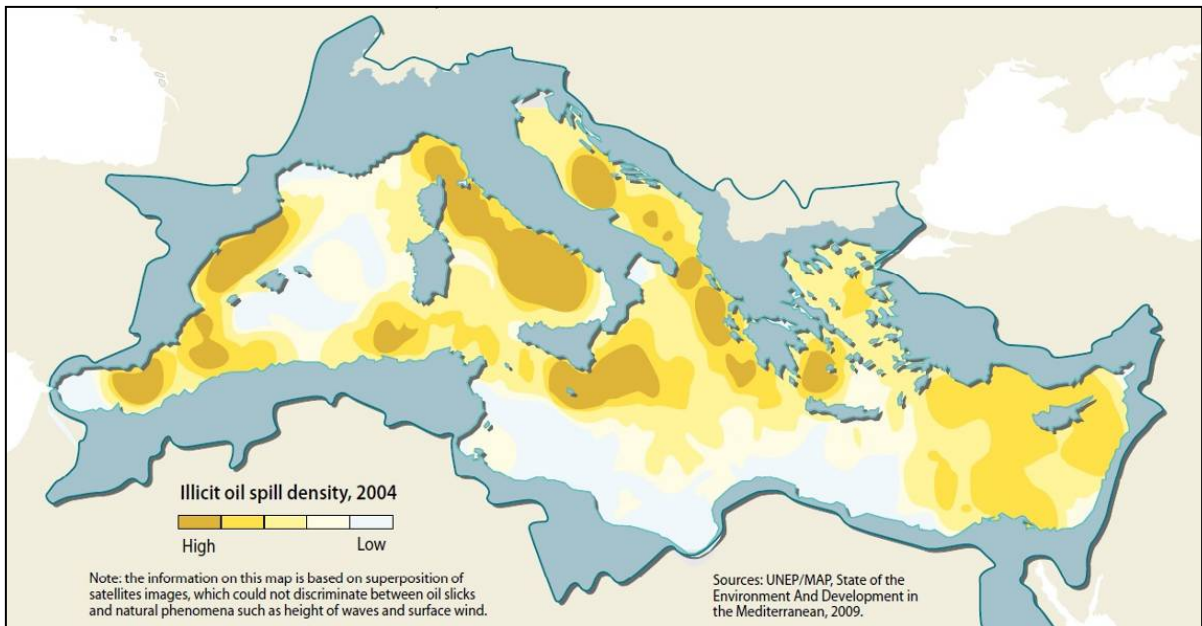 Illicit oil spill density, 2004
High Low
Note: the information on this map is based on superposition of
satellites images, which could not discriminate between oil slicks
and natural phenomena such as height of waves and surface wind.
Sources: UNEP/MAP, State of the
Environment And Development in
the Mediterranean, 2009.